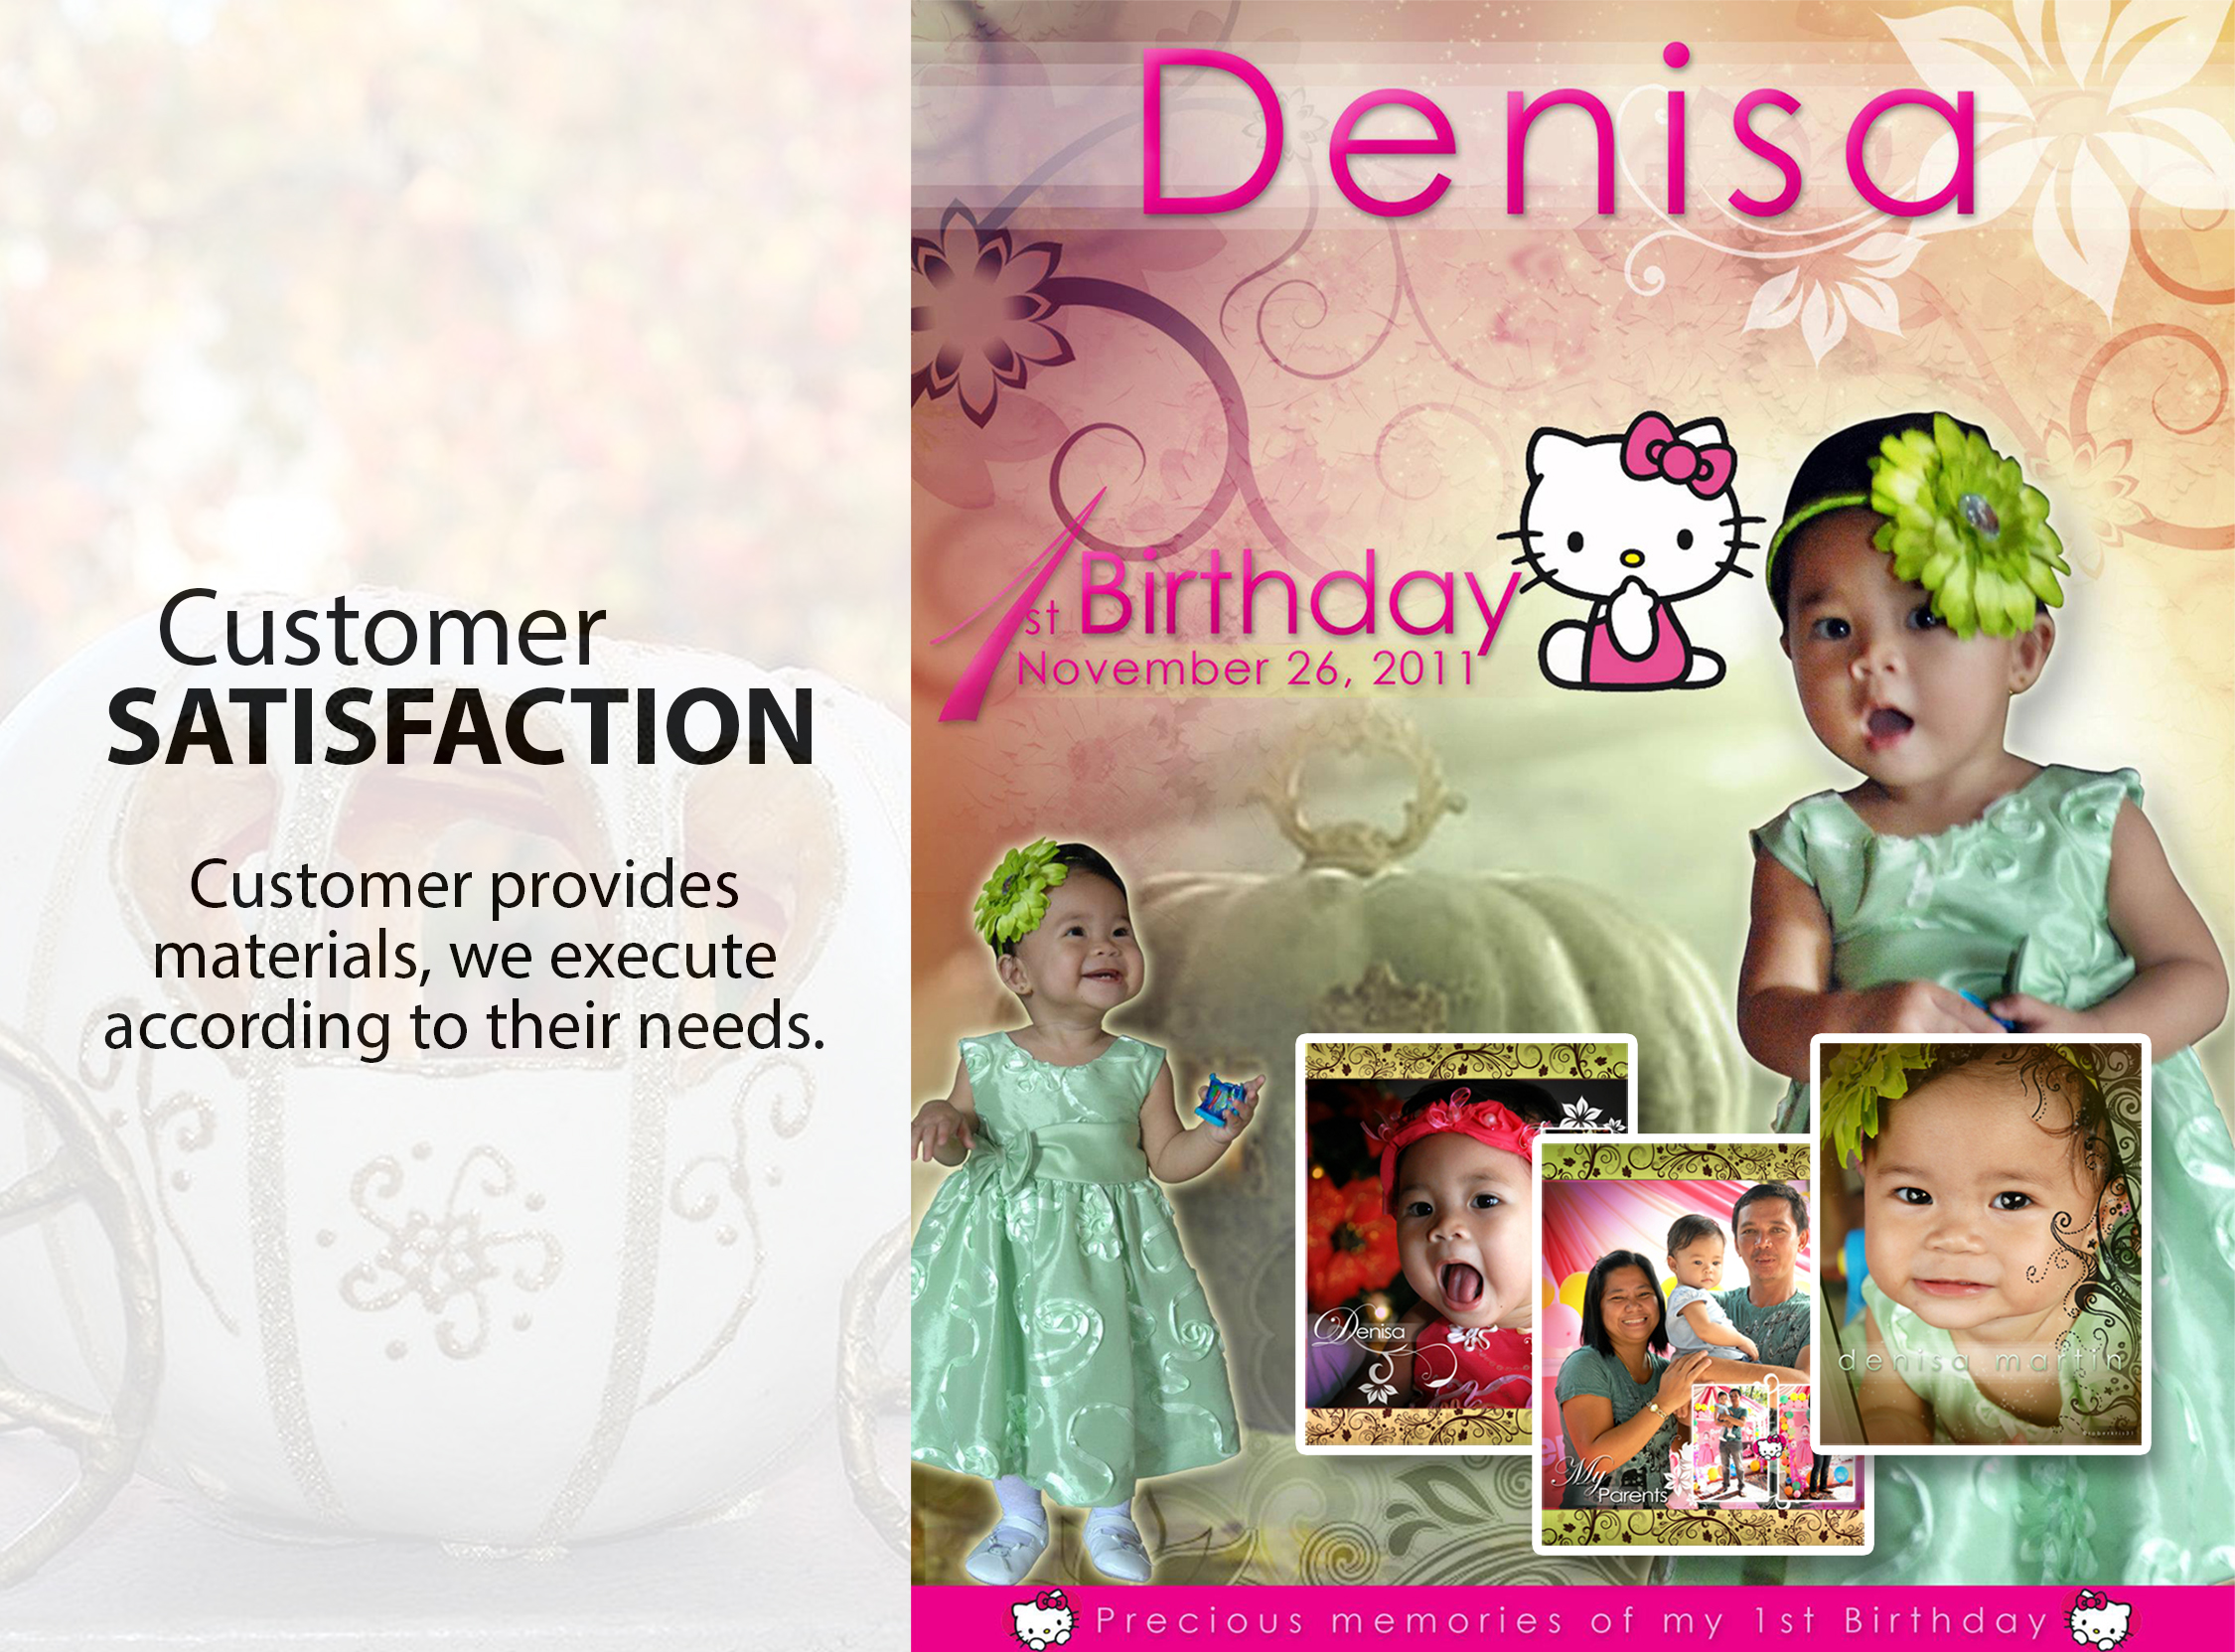 Customer
SATISFACTION
Customer provides
materials, we execute
according to their needs.
Denisa
1st Birthday
November 26, 2011
Denisa
My
Parents
denisa martin
Precious memories of my 1st Birthday